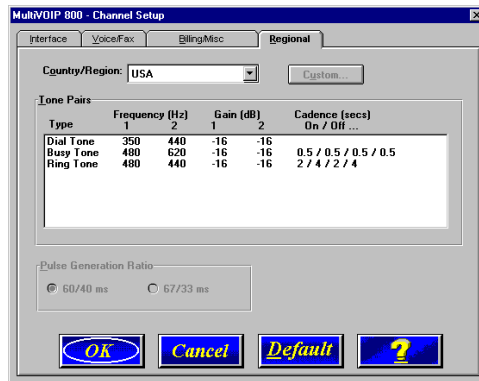 MultiVOIP 800 - Channel Setup
Interface Voice/Fax Billing/Misc Regional
Country/Region: USA Custom...
Tone Pairs
Frequency (Hz) Gain (dB) Cadence (secs)
Type 1 2 1 2 On / Off ...
Dial Tone 350 440 -16 -16
Busy Tone 480 620 -16 -16 0.5 / 0.5 / 0.5 / 0.5
Ring Tone 480 440 -16 -16 2 / 4 / 2 / 4
Pulse Generation Ratio
60/40 ms 67/33 ms
OK Cancel Default ?